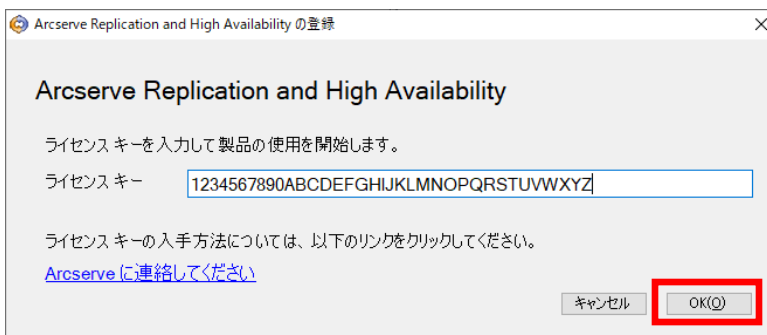 Arcserve Replication and High Availability の登録
Arcserve Replication and High Availability
ライセンス キーを入力して製品の使用を開始します。
ライセンス キー 1234567890ABCDEFGHIJKLMNOPQRSTUVWXYZ
ライセンス キーの入手方法については、以下のリンクをクリックしてください。
Arcserve に連絡してください
キャンセル OK(O)